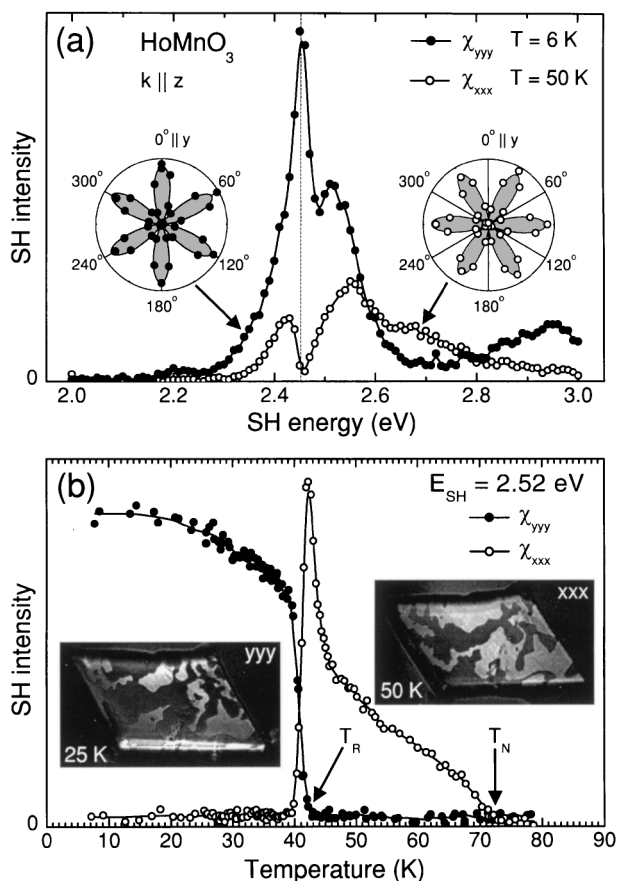 (a)
HoMnO₃
k || z
χyyy T = 6 K
χxxx T = 50 K
0° || y
300°
60°
240°
120°
180°
0° || y
300°
60°
240°
120°
180°
SH intensity
0
2.0 2.2 2.4 2.6 2.8 3.0
SH energy (eV)
(b)
E_SH = 2.52 eV
χyyy
χxxx
yyy
25 K
xxx
50 K
T_R
T_N
SH intensity
0
0 10 20 30 40 50 60 70 80 90
Temperature (K)